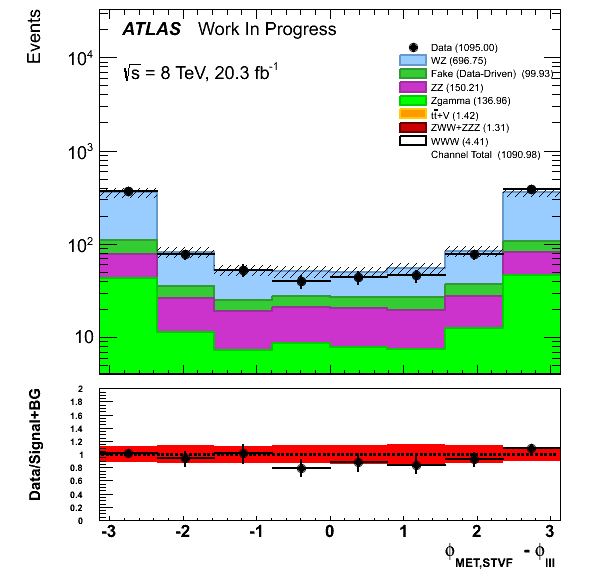 Events
ATLAS Work In Progress
√s = 8 TeV, 20.3 fb⁻¹
Data (1095.00)
WZ (696.75)
Fake (Data-Driven) (99.93)
ZZ (150.21)
Zgamma (136.96)
tt̄+V (1.42)
ZWW+ZZZ (1.31)
WWW (4.41)
Channel Total (1090.98)
10⁴
10³
10²
10
Data/Signal+BG
2
1.8
1.6
1.4
1.2
1
0.8
0.6
0.4
0.2
0
-3 -2 -1 0 1 2 3
ϕMET,STVF - ϕlll